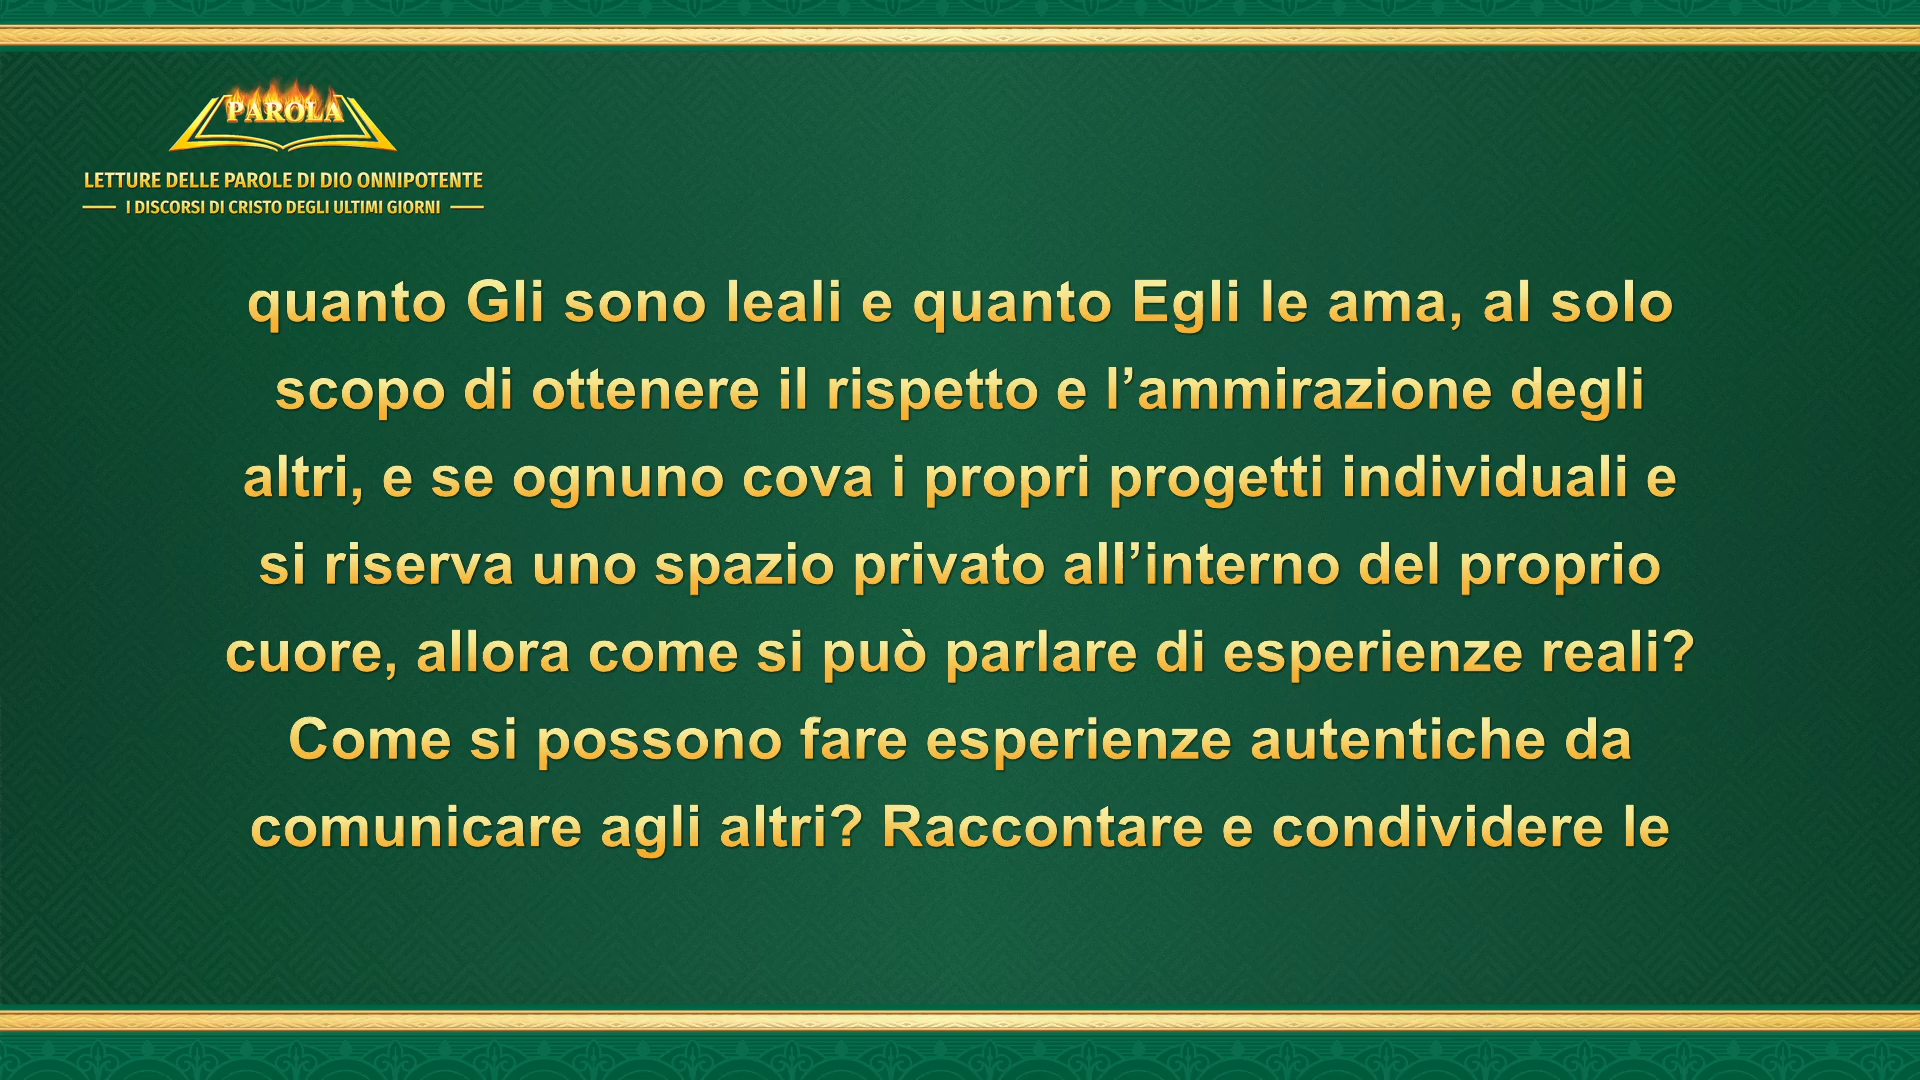 PAROLA
LETTURE DELLE PAROLE DI DIO ONNIPOTENTE
I DISCORSI DI CRISTO DEGLI ULTIMI GIORNI
quanto Gli sono leali e quanto Egli le ama, al solo
scopo di ottenere il rispetto e l’ammirazione degli
altri, e se ognuno cova i propri progetti individuali e
si riserva uno spazio privato all’interno del proprio
cuore, allora come si può parlare di esperienze reali?
Come si possono fare esperienze autentiche da
comunicare agli altri? Raccontare e condividere le